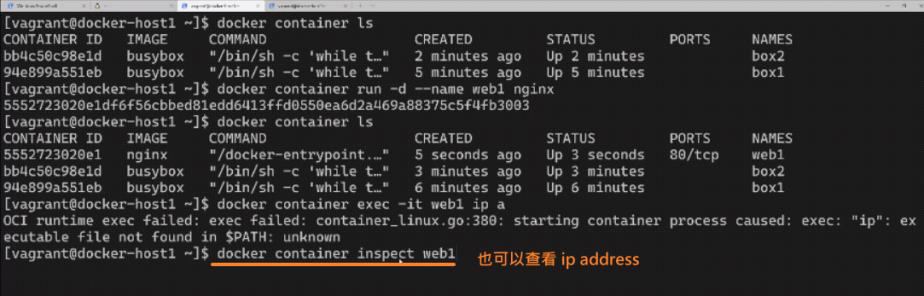 [vagrant@docker-host1 ~]$ docker container ls
CONTAINER ID   IMAGE     COMMAND                  CREATED         STATUS         PORTS     NAMES
bb4c50c98e1d   busybox   "/bin/sh -c 'while t…"   2 minutes ago   Up 2 minutes             box2
94e899a551eb   busybox   "/bin/sh -c 'while t…"   5 minutes ago   Up 5 minutes             box1
[vagrant@docker-host1 ~]$ docker container run -d --name web1 nginx
5552723020e1df6f56cbbed81edd6413ffd0550ea6d2a469a88375c5f4fb3003
[vagrant@docker-host1 ~]$ docker container ls
CONTAINER ID   IMAGE     COMMAND                  CREATED         STATUS         PORTS     NAMES
5552723020e1   nginx     "/docker-entrypoint.…"   5 seconds ago   Up 3 seconds   80/tcp    web1
bb4c50c98e1d   busybox   "/bin/sh -c 'while t…"   3 minutes ago   Up 3 minutes             box2
94e899a551eb   busybox   "/bin/sh -c 'while t…"   6 minutes ago   Up 6 minutes             box1
[vagrant@docker-host1 ~]$ docker container exec -it web1 ip a
OCI runtime exec failed: exec failed: container_linux.go:380: starting container process caused: exec: "ip": ex
ecutable file not found in $PATH: unknown
[vagrant@docker-host1 ~]$ docker container inspect web1 也可以查看 ip address